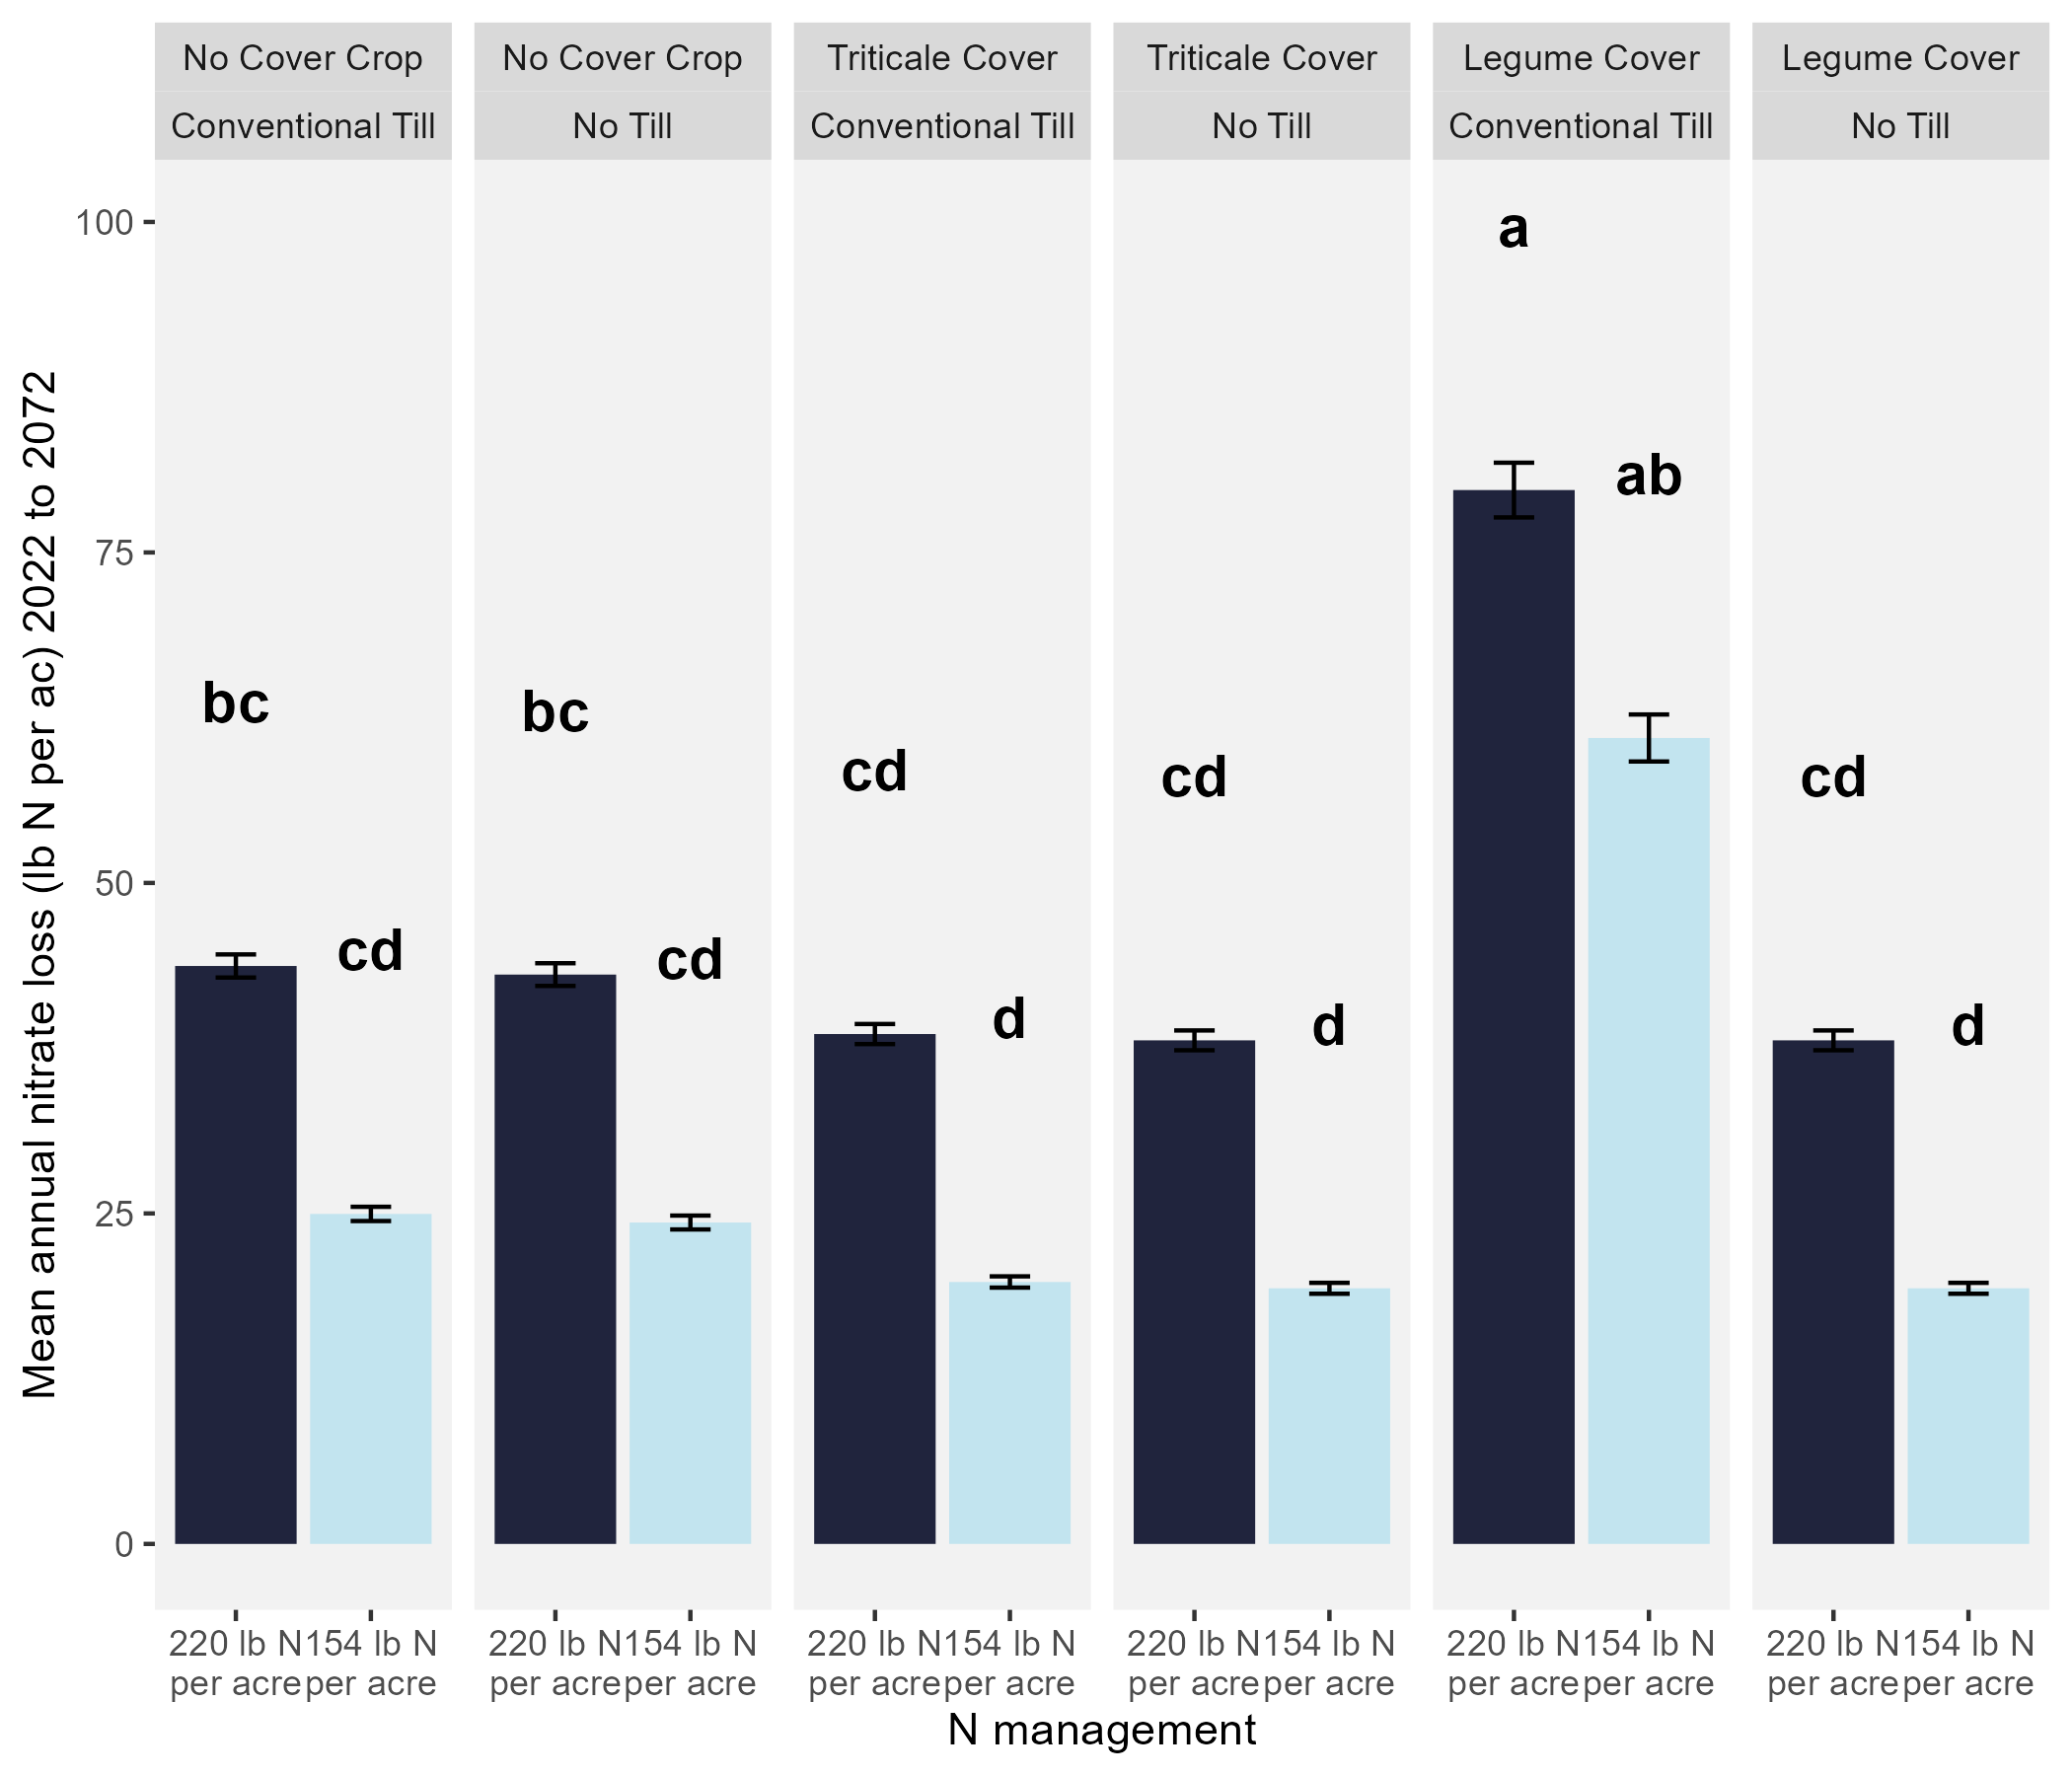 No Cover Crop
Conventional Till
No Cover Crop
No Till
Triticale Cover
Conventional Till
Triticale Cover
No Till
Legume Cover
Conventional Till
Legume Cover
No Till
Mean annual nitrate loss (lb N per ac) 2022 to 2072
100
75
50
25
0
bc
cd
bc
cd
cd
d
cd
d
a
ab
cd
d
220 lb N
per acre
154 lb N
per acre
220 lb N
per acre
154 lb N
per acre
220 lb N
per acre
154 lb N
per acre
220 lb N
per acre
154 lb N
per acre
220 lb N
per acre
154 lb N
per acre
220 lb N
per acre
154 lb N
per acre
N management